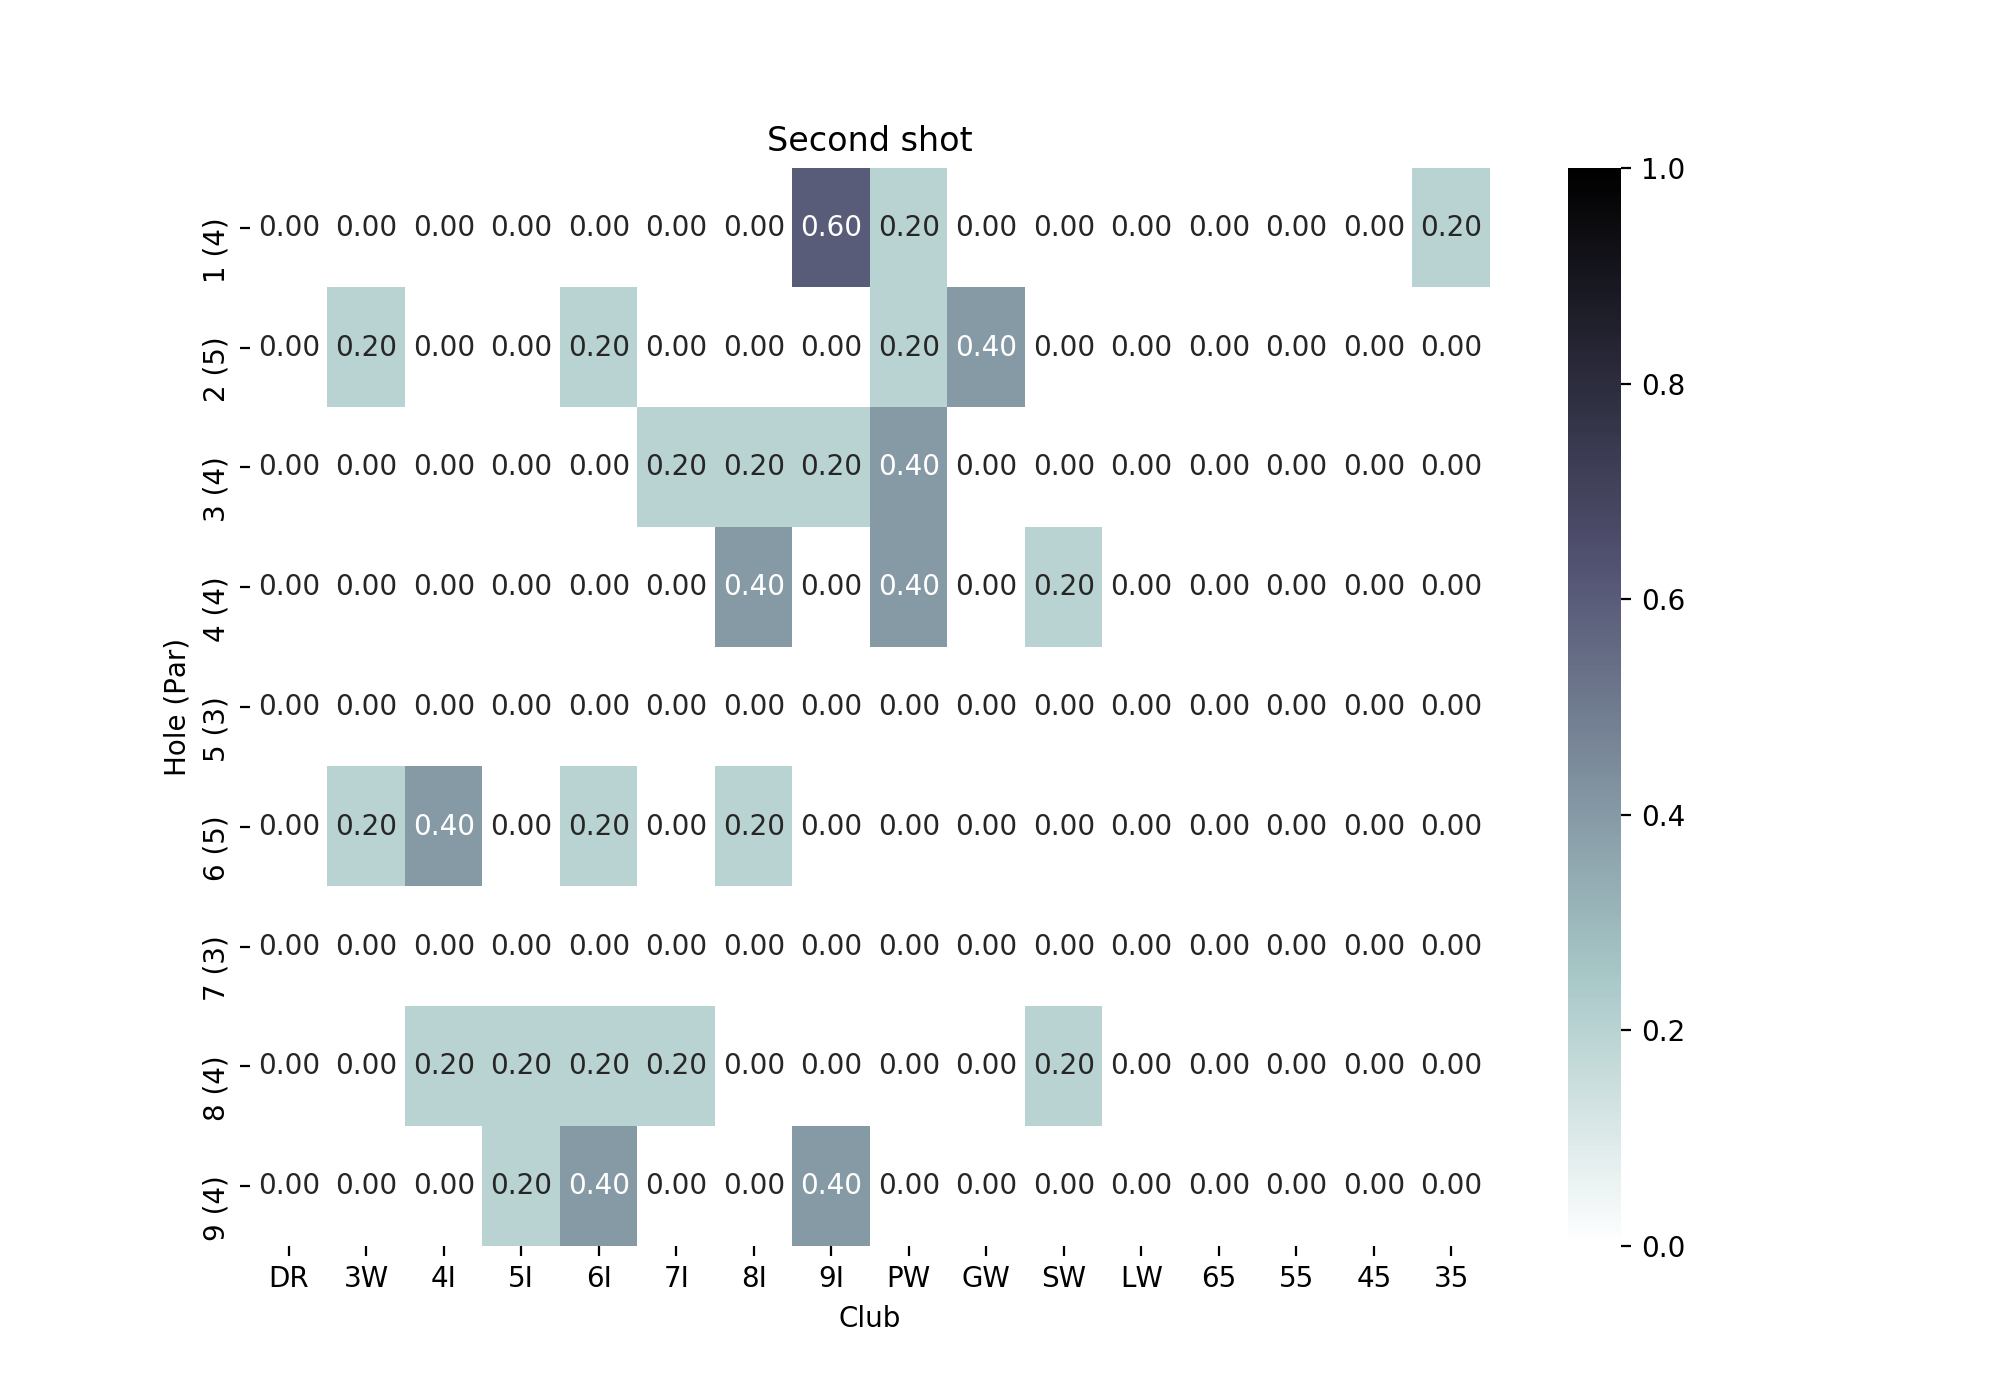 Second shot
1 (4) 0.00 0.00 0.00 0.00 0.00 0.00 0.00 0.60 0.20 0.00 0.00 0.00 0.00 0.00 0.00 0.20
2 (5) 0.00 0.20 0.00 0.00 0.20 0.00 0.00 0.00 0.20 0.40 0.00 0.00 0.00 0.00 0.00 0.00
3 (4) 0.00 0.00 0.00 0.00 0.00 0.20 0.20 0.20 0.40 0.00 0.00 0.00 0.00 0.00 0.00 0.00
4 (4) 0.00 0.00 0.00 0.00 0.00 0.00 0.40 0.00 0.40 0.00 0.20 0.00 0.00 0.00 0.00 0.00
5 (3) 0.00 0.00 0.00 0.00 0.00 0.00 0.00 0.00 0.00 0.00 0.00 0.00 0.00 0.00 0.00 0.00
6 (5) 0.00 0.20 0.40 0.00 0.20 0.00 0.20 0.00 0.00 0.00 0.00 0.00 0.00 0.00 0.00 0.00
7 (3) 0.00 0.00 0.00 0.00 0.00 0.00 0.00 0.00 0.00 0.00 0.00 0.00 0.00 0.00 0.00 0.00
8 (4) 0.00 0.00 0.20 0.20 0.20 0.20 0.00 0.00 0.00 0.00 0.20 0.00 0.00 0.00 0.00 0.00
9 (4) 0.00 0.00 0.00 0.20 0.40 0.00 0.00 0.40 0.00 0.00 0.00 0.00 0.00 0.00 0.00 0.00
DR 3W 4I 5I 6I 7I 8I 9I PW GW SW LW 65 55 45 35
Club
Hole (Par)
1.0
0.8
0.6
0.4
0.2
0.0